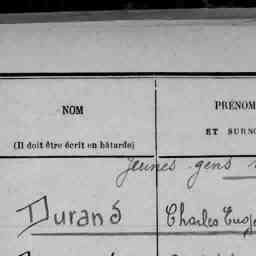 NOM
PRÉNOM
ET SURNO
(Il doit être écrit en bâtarde)
Jeunes gens
Durand
Charles Eug